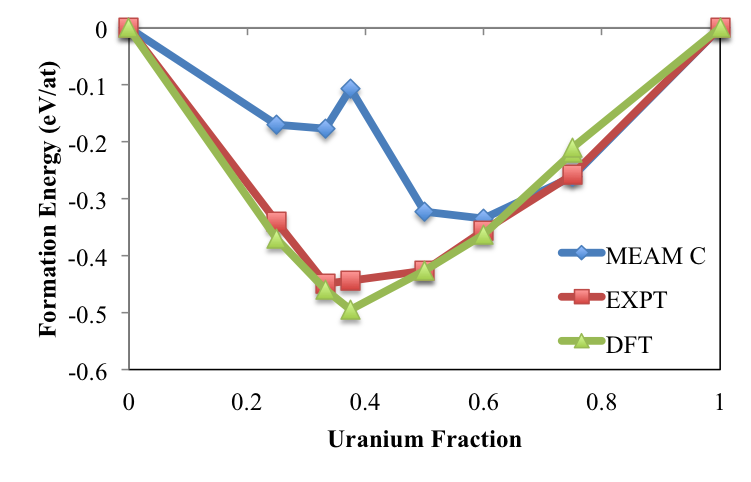 0
-0.1
-0.2
-0.3
-0.4
-0.5
-0.6
Formation Energy (eV/at)
MEAM C
EXPT
DFT
0 0.2 0.4 0.6 0.8 1
Uranium Fraction